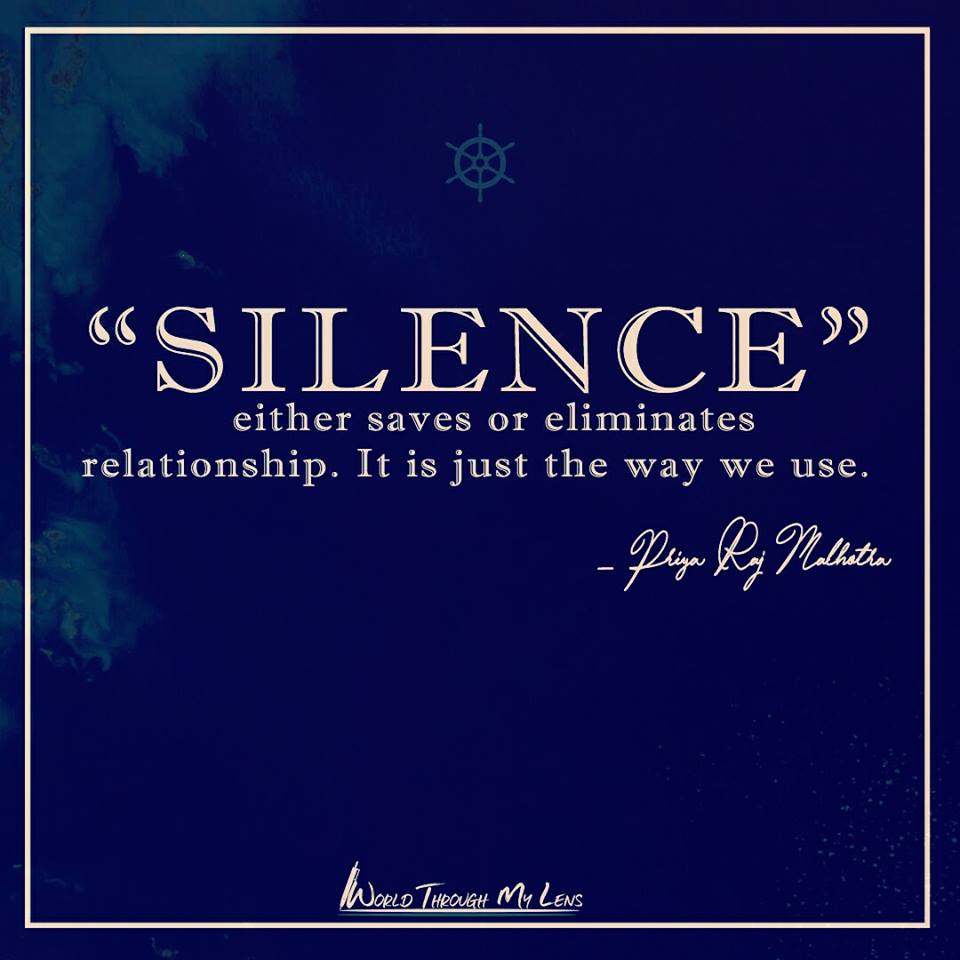 “SILENCE”
either saves or eliminates
relationship. It is just the way we use.
_ Priya Raj Malhotra
World Through My Lens